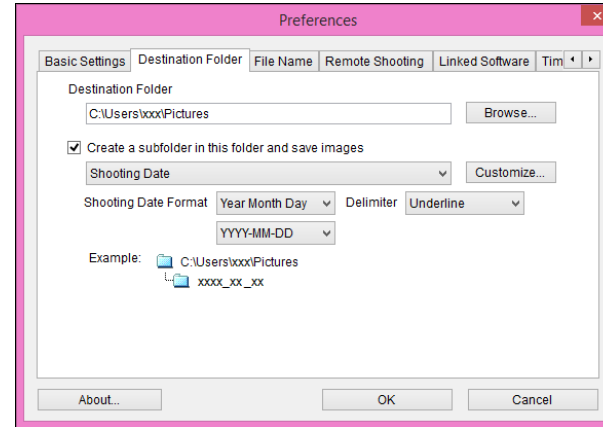 Preferences
Basic Settings Destination Folder File Name Remote Shooting Linked Software Tim
Destination Folder
C:\Users\xxx\Pictures Browse...
Create a subfolder in this folder and save images
Shooting Date Customize...
Shooting Date Format Year Month Day Delimiter Underline
YYYY-MM-DD
Example: C:\Users\xxx\Pictures
xxxx_xx_xx
About... OK Cancel